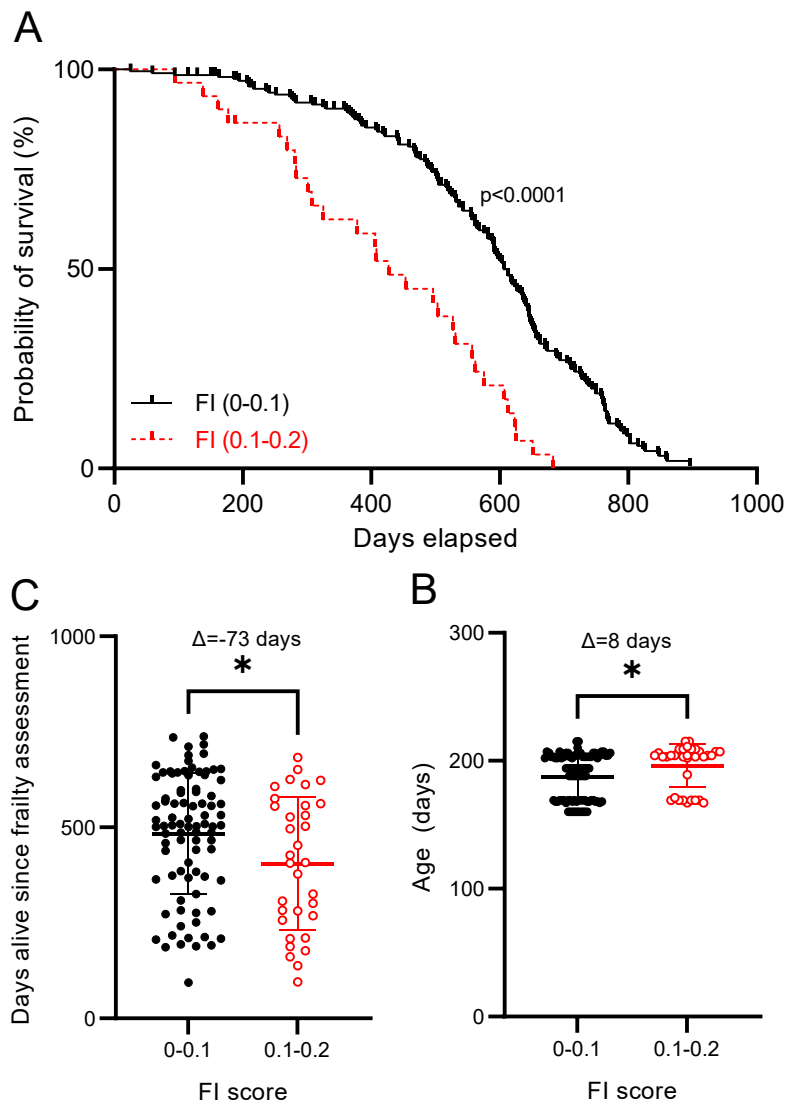 A
Probability of survival (%)
100
50
0
p<0.0001
FI (0-0.1)
FI (0.1-0.2)
0
200
400
600
800
1000
Days elapsed
C
Days alive since frailty assessment
1000
500
0
Δ=-73 days
*
0-0.1
0.1-0.2
FI score
B
Age (days)
300
200
100
0
Δ=8 days
*
0-0.1
0.1-0.2
FI score